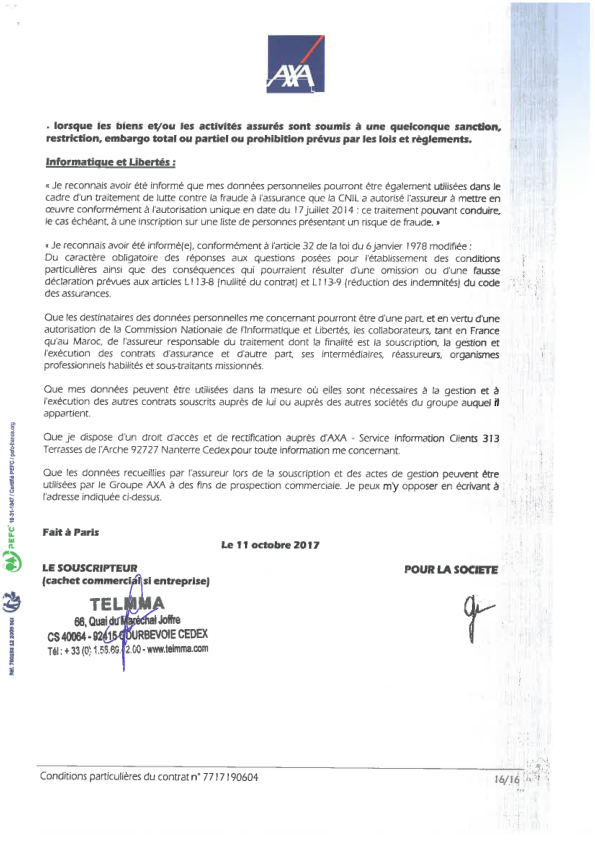 AXA
. lorsque les biens et/ou les activités assurés sont soumis à une quelconque sanction,
restriction, embargo total ou partiel ou prohibition prévus par les lois et règlements.
Informatique et Libertés :
« Je reconnais avoir été informé que mes données personnelles pourront être également utilisées dans le
cadre d'un traitement de lutte contre la fraude à l'assurance que la CNIL a autorisé l'assureur à mettre en
œuvre conformément à l'autorisation unique en date du 17 juillet 2014 : ce traitement pouvant conduire,
le cas échéant, à une inscription sur une liste de personnes présentant un risque de fraude. »
« Je reconnais avoir été informé(e), conformément à l'article 32 de la loi du 6 janvier 1978 modifiée :
Du caractère obligatoire des réponses aux questions posées pour l'établissement des conditions
particulières ainsi que des conséquences qui pourraient résulter d'une omission ou d'une fausse
déclaration prévues aux articles L113-8 (nullité du contrat) et L113-9 (réduction des indemnités) du code
des assurances.
Que les destinataires des données personnelles me concernant pourront être d'une part, et en vertu d'une
autorisation de la Commission Nationale de l'Informatique et Libertés, les collaborateurs, tant en France
qu'au Maroc, de l'assureur responsable du traitement dont la finalité est la souscription, la gestion et
l'exécution des contrats d'assurance et d'autre part, ses intermédiaires, réassureurs, organismes
professionnels habilités et sous-traitants missionnés.
Que mes données peuvent être utilisées dans la mesure où elles sont nécessaires à la gestion et à
l'exécution des autres contrats souscrits auprès de lui ou auprès des autres sociétés du groupe auquel il
appartient.
Que je dispose d'un droit d'accès et de rectification auprès d'AXA - Service Information Clients 313
Terrasses de l'Arche 92727 Nanterre Cedex pour toute information me concernant.
Que les données recueillies par l'assureur lors de la souscription et des actes de gestion peuvent être
utilisées par le Groupe AXA à des fins de prospection commerciale. Je peux m'y opposer en écrivant à
l'adresse indiquée ci-dessus.
Fait à Paris
Le 11 octobre 2017
LE SOUSCRIPTEUR
(cachet commercial si entreprise)
POUR LA SOCIETE
TELMMA
66, Quai du Maréchal Joffre
CS 40064 - 92415 COURBEVOIE CEDEX
Tél : + 33 (0) 1.55.69. 2.00 - www.telmma.com
Conditions particulières du contrat n° 7717190604
16/16
PEFC 10-31-1847 / Certifié PEFC / pefc-france.org